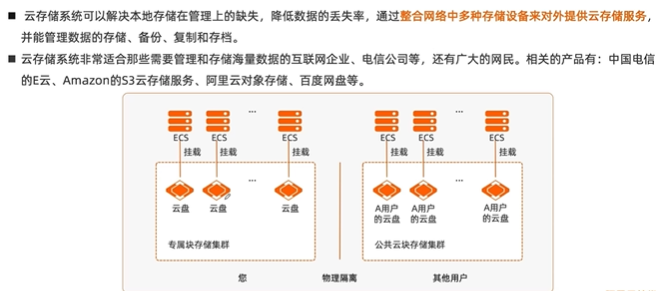 ■ 云存储系统可以解决本地存储在管理上的缺失，降低数据的丢失率，通过整合网络中多种存储设备来对外提供云存储服务，
并能管理数据的存储、备份、复制和存档。
■ 云存储系统非常适合那些需要管理和存储海量数据的互联网企业、电信公司等，还有广大的网民。相关的产品有：中国电信
的E云、Amazon的S3云存储服务、阿里云对象存储、百度网盘等。
ECS ECS ... ECS ECS ECS ... ECS
挂载 挂载 挂载 挂载 挂载 挂载
云盘 云盘 ... 云盘 A用户 A用户 ... A用户
的云盘 的云盘 的云盘
专属块存储集群 公共云块存储集群
您 物理隔离 其他用户